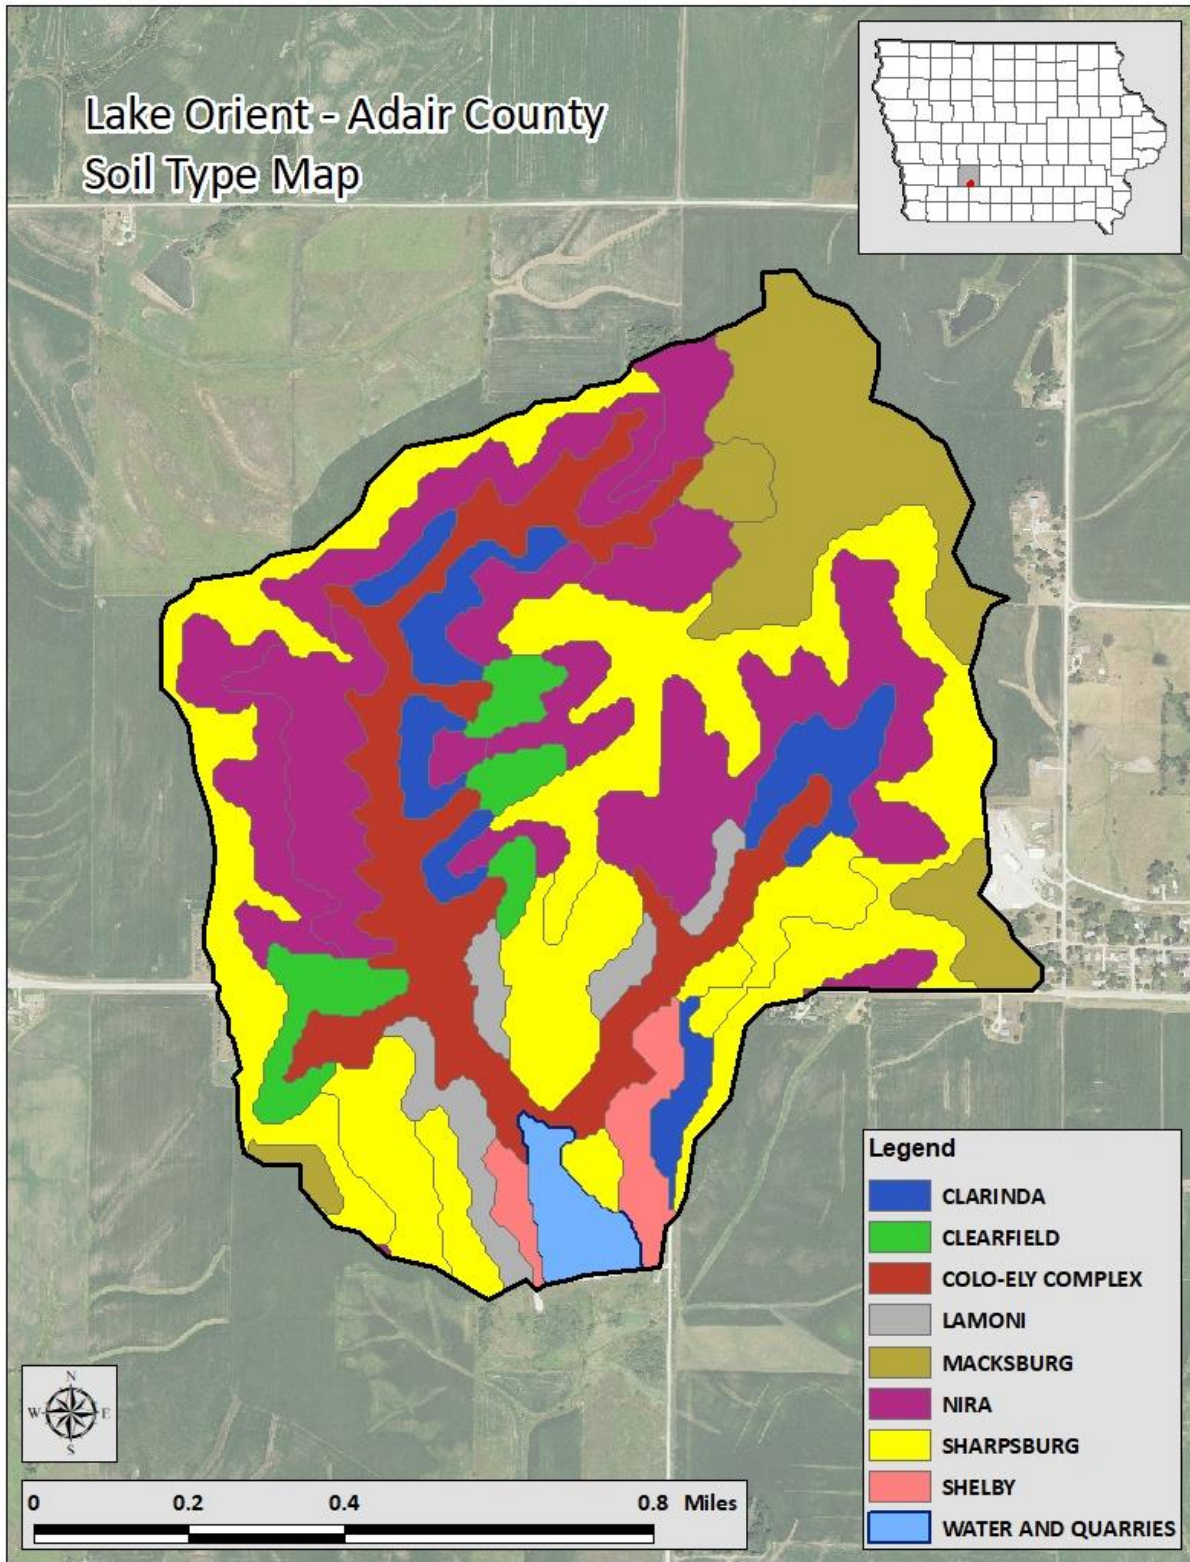 Lake Orient - Adair County
Soil Type Map
Legend
CLARINDA
CLEARFIELD
COLO-ELY COMPLEX
LAMONI
MACKSBURG
NIRA
SHARPSBURG
SHELBY
WATER AND QUARRIES
N
W E
S
0 0.2 0.4 0.8 Miles